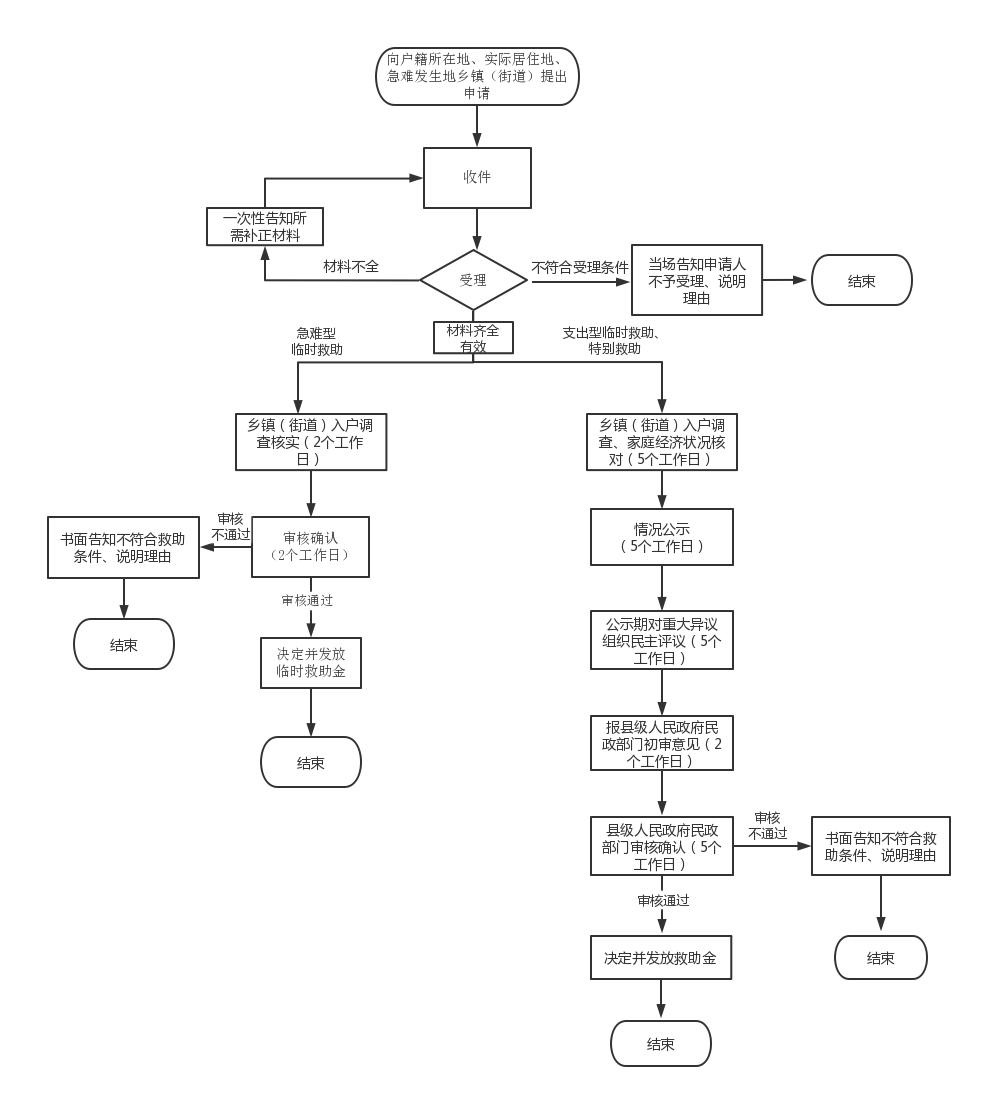 向户籍所在地、实际居住地、
急难发生地乡镇（街道）提出
申请
收件
一次性告知所
需补正材料
材料不全
受理
不符合受理条件
当场告知申请人
不予受理、说明
理由
结束
材料齐全
有效
急难型
临时救助
支出型临时救助、
特别救助
乡镇（街道）入户调
查核实（2个工作
日）
乡镇（街道）入户调
查、家庭经济状况核
对（5个工作日）
审核
不通过
书面告知不符合救助
条件、说明理由
审核确认
（2个工作日）
情况公示
（5个工作日）
审核通过
结束
决定并发放
临时救助金
公示期对重大异议
组织民主评议（5个
工作日）
结束
报县级人民政府民
政部门初审意见（2
个工作日）
县级人民政府民政
部门审核确认（5个
工作日）
审核
不通过
书面告知不符合救
助条件、说明理由
审核通过
决定并发放救助金
结束
结束